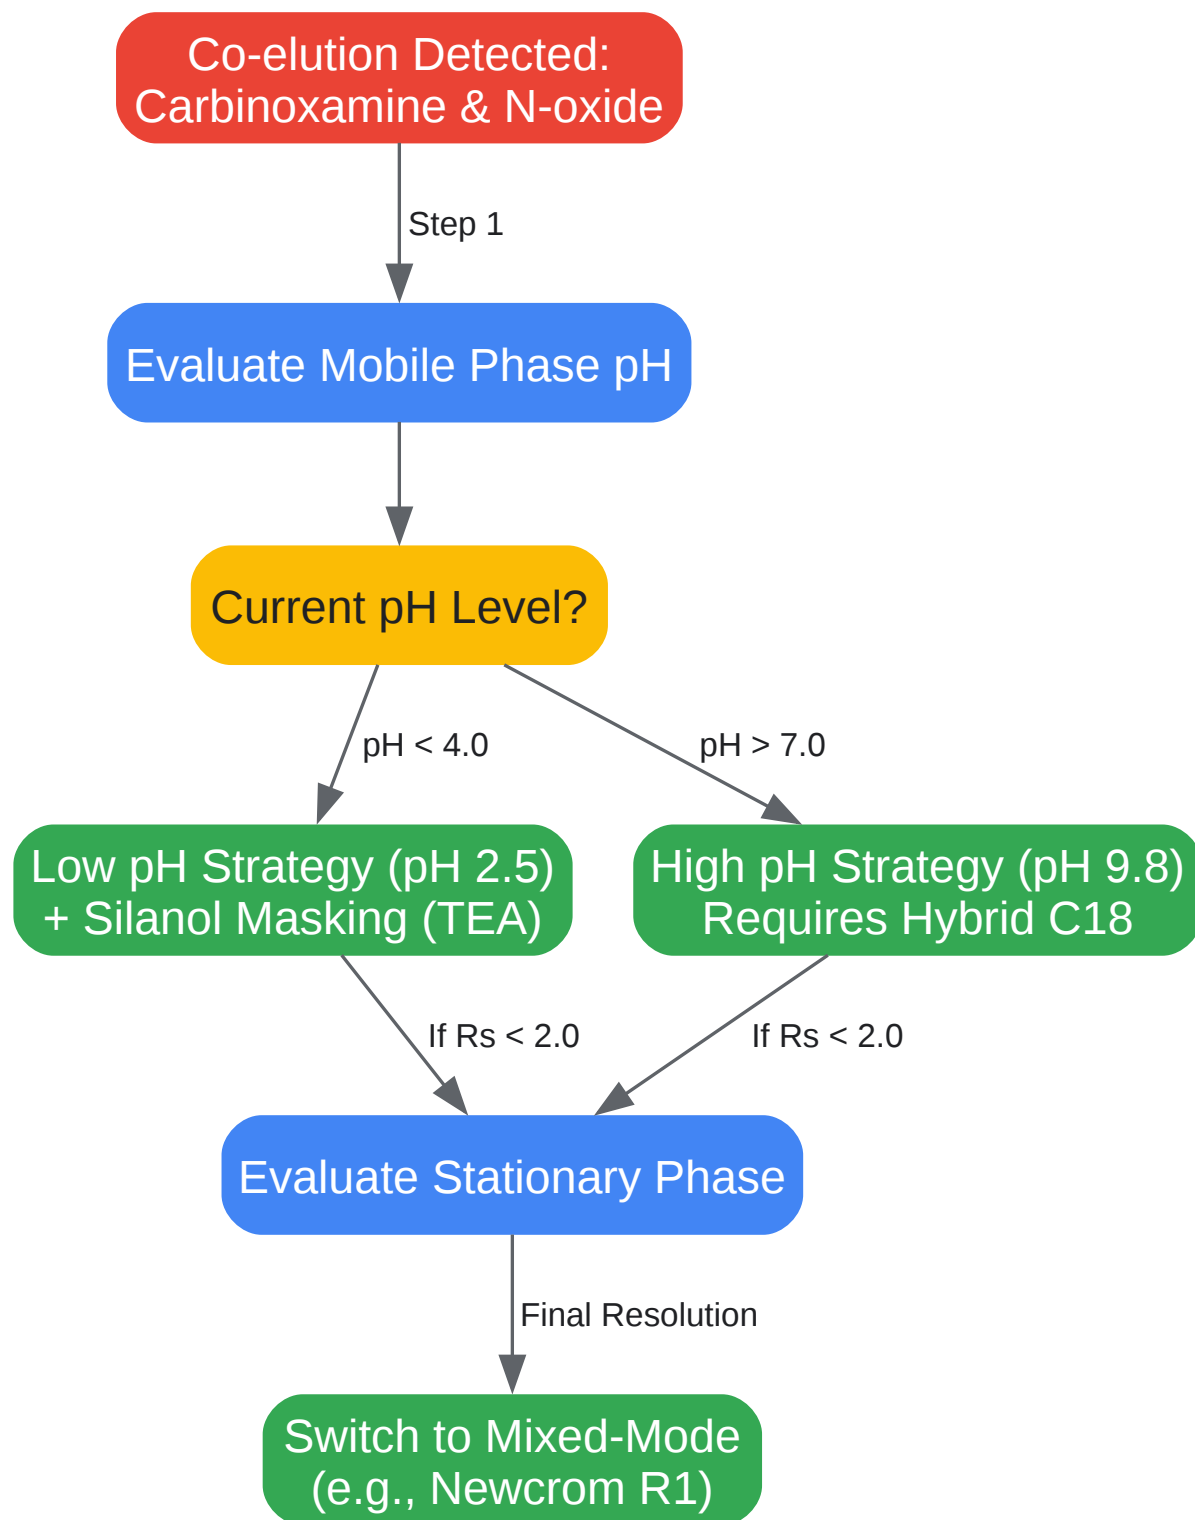 Co-elution Detected:
Carbinoxamine & N-oxide
Step 1
Evaluate Mobile Phase pH
Current pH Level?
pH < 4.0
pH > 7.0
Low pH Strategy (pH 2.5)
+ Silanol Masking (TEA)
High pH Strategy (pH 9.8)
Requires Hybrid C18
If Rs < 2.0
If Rs < 2.0
Evaluate Stationary Phase
Final Resolution
Switch to Mixed-Mode
(e.g., Newcrom R1)